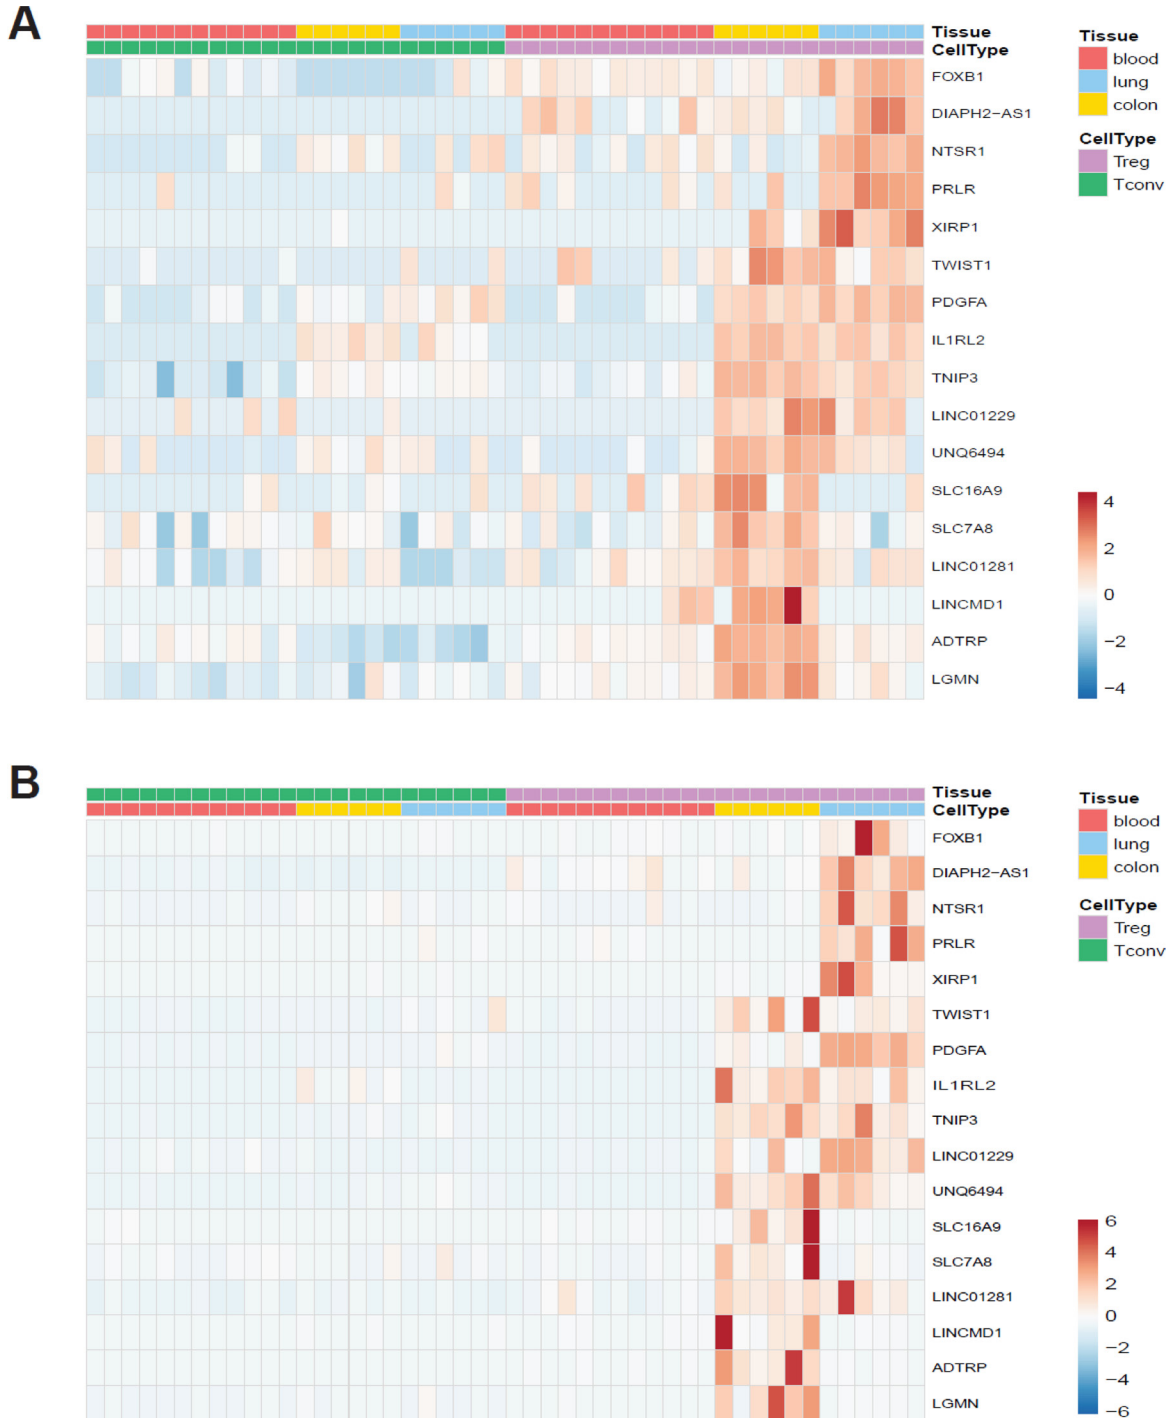 A
Tissue
CellType
FOXB1
DIAPH2−AS1
NTSR1
PRLR
XIRP1
TWIST1
PDGFA
IL1RL2
TNIP3
LINC01229
UNQ6494
SLC16A9
SLC7A8
LINC01281
LINCMD1
ADTRP
LGMN
Tissue
blood
lung
colon
CellType
Treg
Tconv
4
2
0
−2
−4
B
Tissue
CellType
FOXB1
DIAPH2−AS1
NTSR1
PRLR
XIRP1
TWIST1
PDGFA
IL1RL2
TNIP3
LINC01229
UNQ6494
SLC16A9
SLC7A8
LINC01281
LINCMD1
ADTRP
LGMN
Tissue
blood
lung
colon
CellType
Treg
Tconv
6
4
2
0
−2
−4
−6